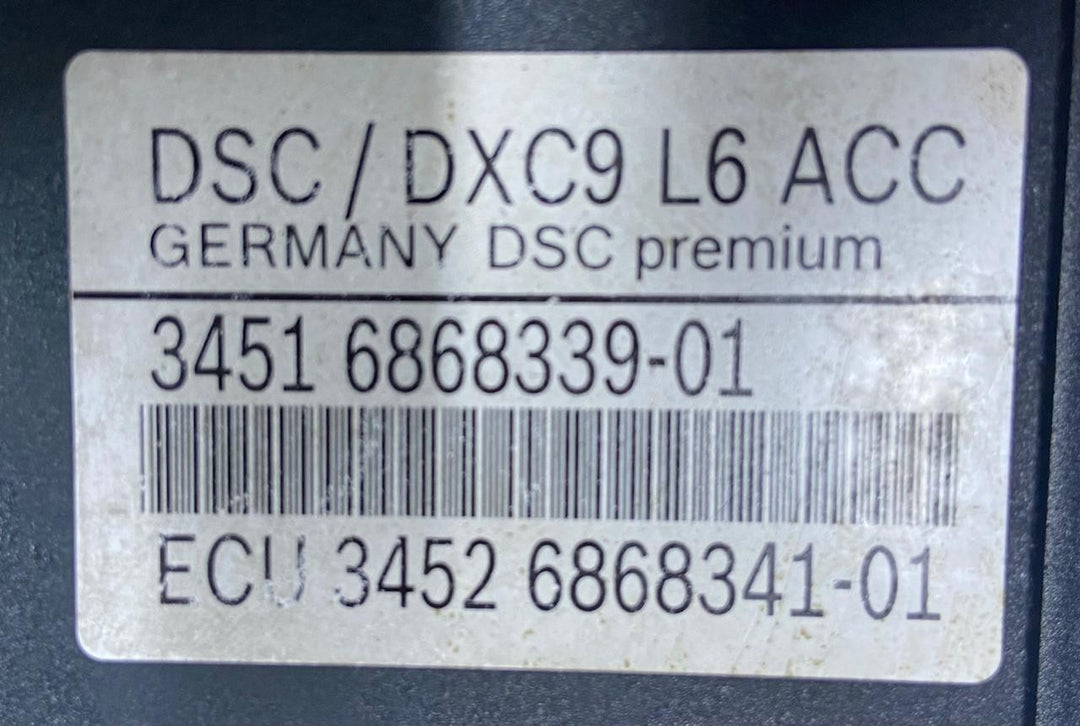 DSC / DXC9 L6 ACC
GERMANY DSC premium
3451 6868339-01
ECU 3452 6868341-01